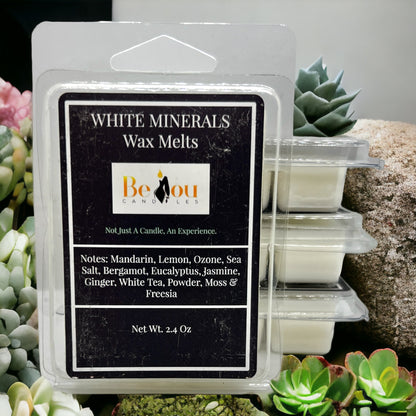 WHITE MINERALS
Wax Melts
Be You
CANDLES
Not Just A Candle, An Experience.
Notes: Mandarin, Lemon, Ozone, Sea
Salt, Bergamot, Eucalyptus, Jasmine,
Ginger, White Tea, Powder, Moss &
Freesia
Net Wt. 2.4 Oz